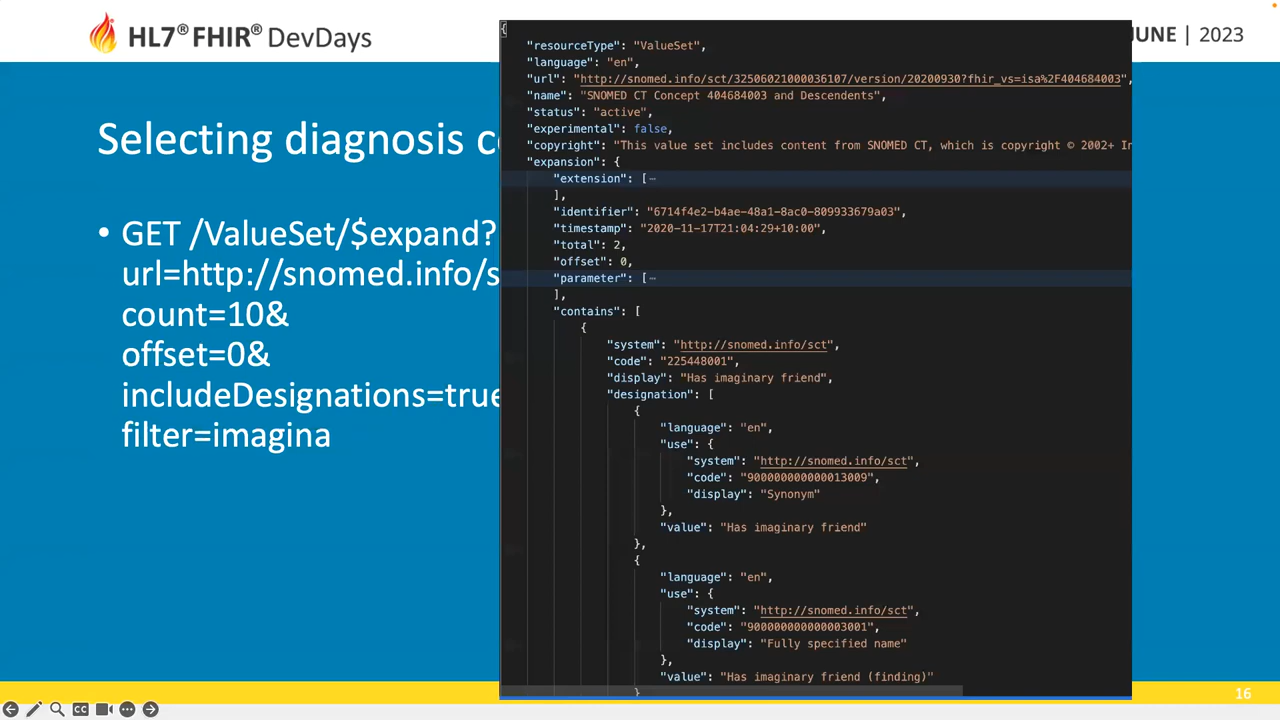 HL7® FHIR® DevDays
JUNE | 2023
Selecting diagnosis c
• GET /ValueSet/$expand?
url=http://snomed.info/s
count=10&
offset=0&
includeDesignations=true
filter=imagina
{
"resourceType": "ValueSet",
"language": "en",
"url": "http://snomed.info/sct/32506021000036107/version/20200930?fhir_vs=isa%2F404684003",
"name": "SNOMED CT Concept 404684003 and Descendents",
"status": "active",
"experimental": false,
"copyright": "This value set includes content from SNOMED CT, which is copyright © 2002+ In
"expansion": {
"extension": [⋯
],
"identifier": "6714f4e2-b4ae-48a1-8ac0-809933679a03",
"timestamp": "2020-11-17T21:04:29+10:00",
"total": 2,
"offset": 0,
"parameter": [⋯
],
"contains": [
{
"system": "http://snomed.info/sct",
"code": "225448001",
"display": "Has imaginary friend",
"designation": [
{
"language": "en",
"use": {
"system": "http://snomed.info/sct",
"code": "900000000000013009",
"display": "Synonym"
},
"value": "Has imaginary friend"
},
{
"language": "en",
"use": {
"system": "http://snomed.info/sct",
"code": "900000000000003001",
"display": "Fully specified name"
},
"value": "Has imaginary friend (finding)"
}
16
CC